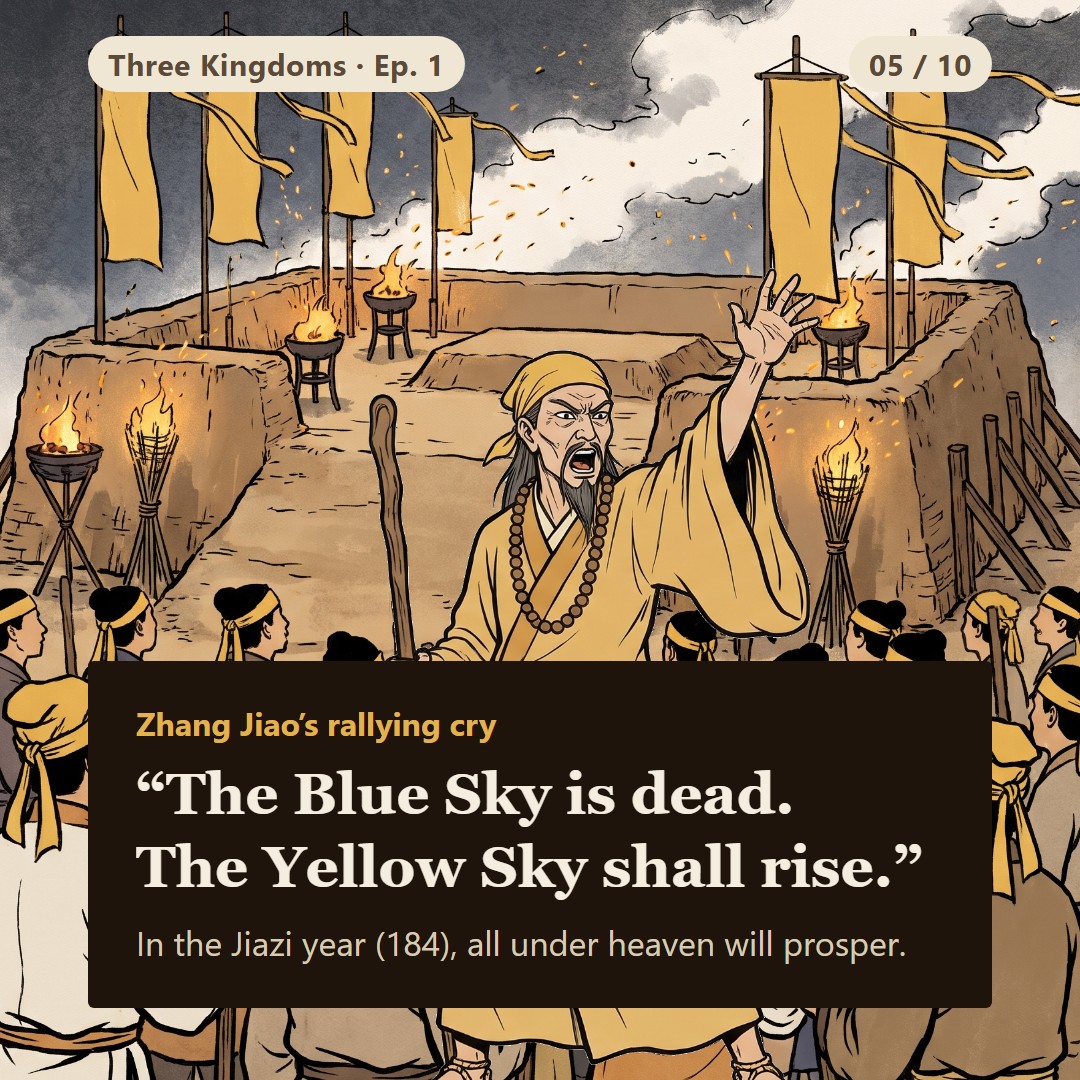 Three Kingdoms · Ep. 1
05 / 10
Zhang Jiao’s rallying cry
“The Blue Sky is dead.
The Yellow Sky shall rise.”
In the Jiazi year (184), all under heaven will prosper.